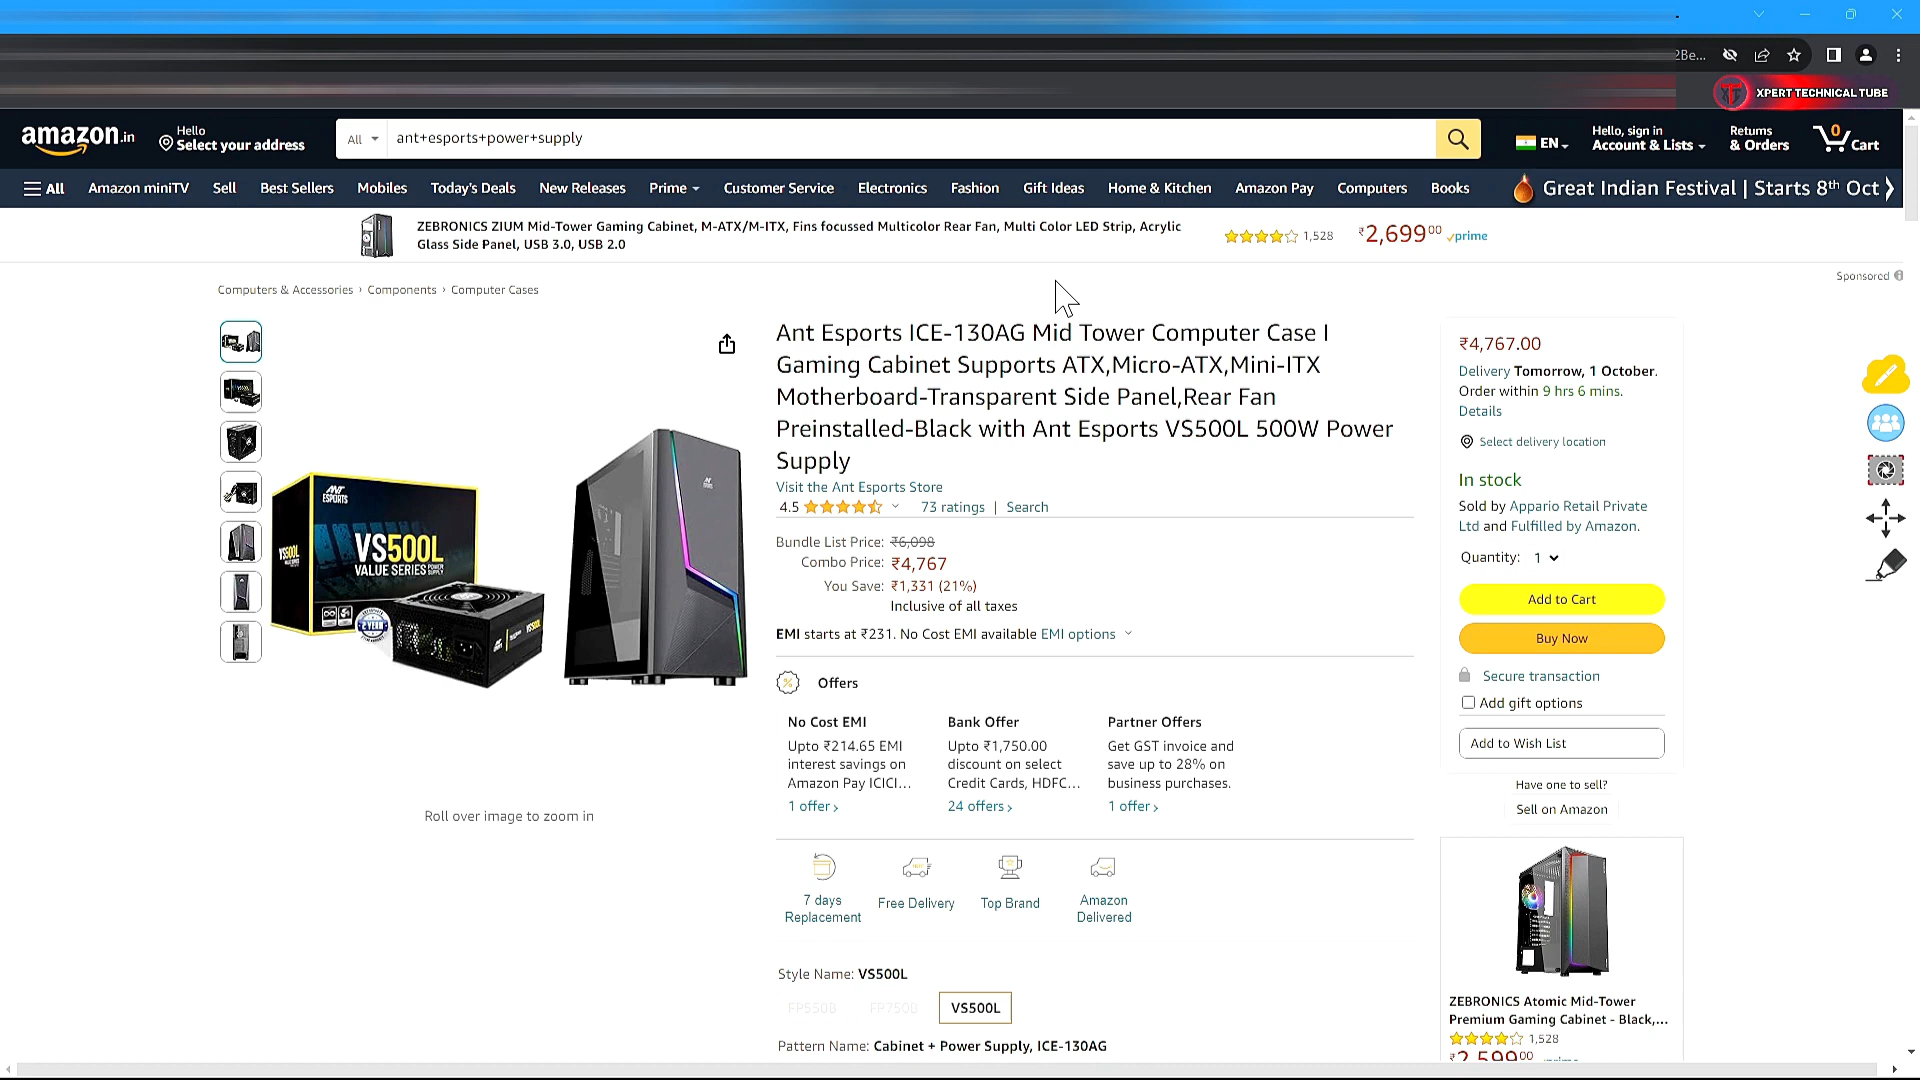 2Be...
XPERT TECHNICAL TUBE
amazon.in
Hello
Select your address
All
ant+esports+power+supply
EN
Hello, sign in
Account & Lists
Returns
& Orders
0
Cart
All
Amazon miniTV
Sell
Best Sellers
Mobiles
Today's Deals
New Releases
Prime
Customer Service
Electronics
Fashion
Gift Ideas
Home & Kitchen
Amazon Pay
Computers
Books
Great Indian Festival | Starts 8th Oct
ZEBRONICS ZIUM Mid-Tower Gaming Cabinet, M-ATX/M-ITX, Fins focussed Multicolor Rear Fan, Multi Color LED Strip, Acrylic
Glass Side Panel, USB 3.0, USB 2.0
1,528
₹2,69900
prime
Sponsored
Computers & Accessories › Components › Computer Cases
Ant Esports ICE-130AG Mid Tower Computer Case I
Gaming Cabinet Supports ATX,Micro-ATX,Mini-ITX
Motherboard-Transparent Side Panel,Rear Fan
Preinstalled-Black with Ant Esports VS500L 500W Power
Supply
Visit the Ant Esports Store
4.5
73 ratings | Search
Bundle List Price: ₹6,098
Combo Price: ₹4,767
You Save: ₹1,331 (21%)
Inclusive of all taxes
EMI starts at ₹231. No Cost EMI available EMI options
Offers
No Cost EMI
Upto ₹214.65 EMI
interest savings on
Amazon Pay ICICI...
1 offer ›
Bank Offer
Upto ₹1,750.00
discount on select
Credit Cards, HDFC...
24 offers ›
Partner Offers
Get GST invoice and
save up to 28% on
business purchases.
1 offer ›
7 days
Replacement
Free Delivery
Top Brand
Amazon
Delivered
Style Name: VS500L
FP550B
FP750B
VS500L
Pattern Name: Cabinet + Power Supply, ICE-130AG
ANT
ESPORTS
VS500L
VALUE SERIES POWER SUPPLY
VS500L
2 YEAR
VS500L
Roll over image to zoom in
₹4,767.00
Delivery Tomorrow, 1 October.
Order within 9 hrs 6 mins.
Details
Select delivery location
In stock
Sold by Appario Retail Private
Ltd and Fulfilled by Amazon.
Quantity: 1
Add to Cart
Buy Now
Secure transaction
Add gift options
Add to Wish List
Have one to sell?
Sell on Amazon
ZEBRONICS Atomic Mid-Tower
Premium Gaming Cabinet - Black,...
1,528
₹2,59900
prime